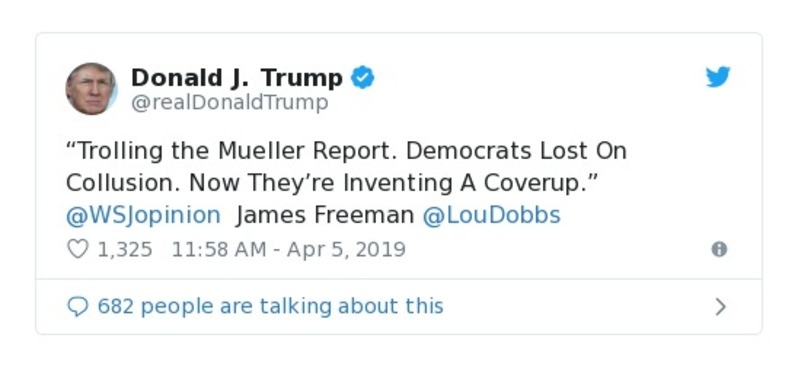 Donald J. Trump
@realDonaldTrump
“Trolling the Mueller Report. Democrats Lost On
Collusion. Now They’re Inventing A Coverup.”
@WSJopinion James Freeman @LouDobbs
1,325 11:58 AM - Apr 5, 2019
682 people are talking about this